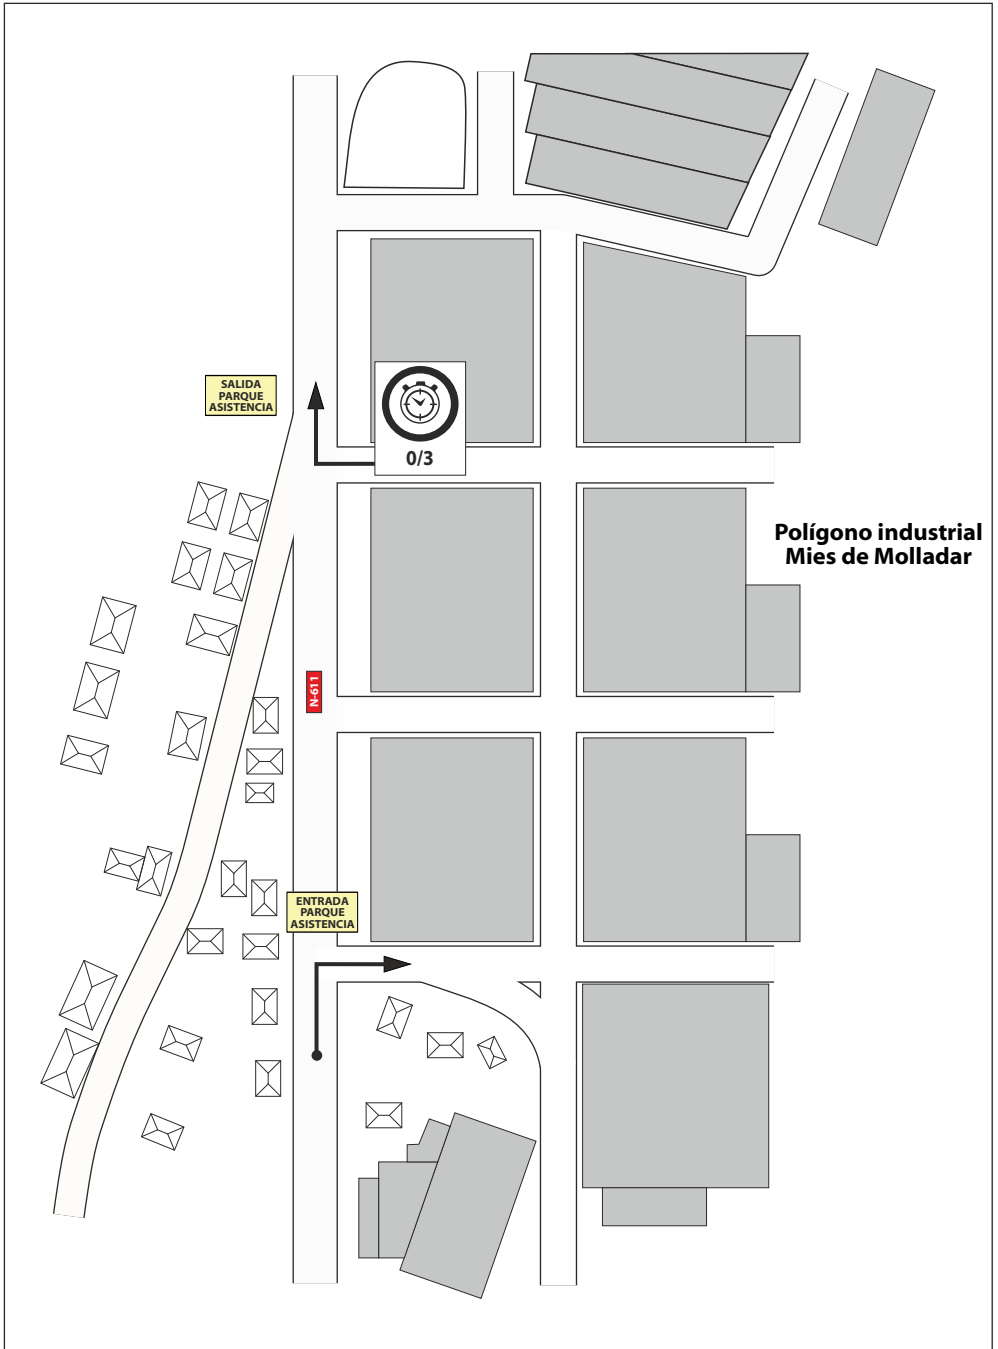 SALIDA
PARQUE
ASISTENCIA
0/3
Polígono industrial
Mies de Molladar
N-611
ENTRADA
PARQUE
ASISTENCIA